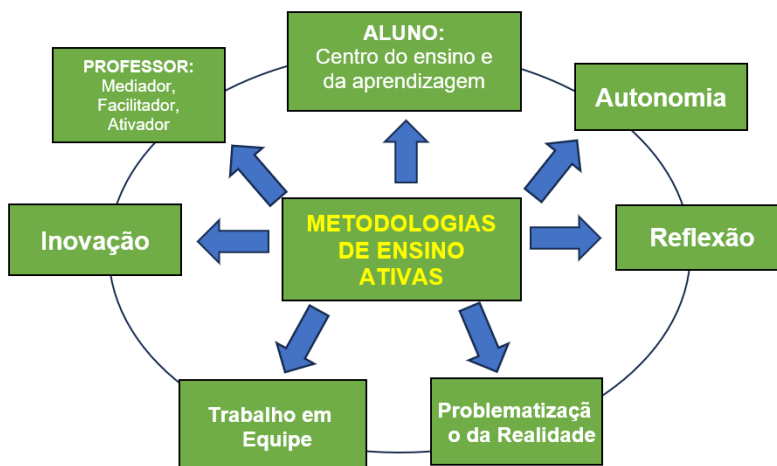 ALUNO:
Centro do ensino e
da aprendizagem
PROFESSOR:
Mediador,
Facilitador,
Ativador
Autonomia
Inovação
METODOLOGIAS
DE ENSINO
ATIVAS
Reflexão
Trabalho em
Equipe
Problematizaçã
o da Realidade